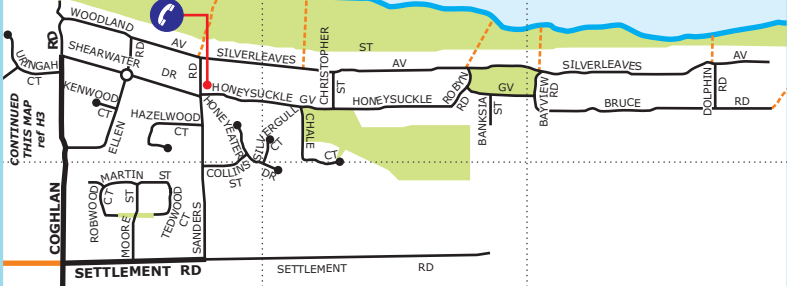 WOODLAND AV
RD
SILVERLEAVES AV
ST
CHRISTOPHER ST
SHEARWATER DR
RD
RD
URINGAH CT
KENWOOD CT
ELLEN
HAZELWOOD CT
HONEYSUCKLE GV
HONEYSUCKLE
ROBYN RD
GV
SILVERLEAVES AV
BANKSIA ST
BAYVIEW RD
BRUCE RD
DOLPHIN RD
HONEYEATER
SILVERGULL CT
CHALE CT
COLLINS ST
DR
CONTINUED
THIS MAP
ref H3
MARTIN ST
ROBWOOD CT
MOORE ST
TEDWOOD CT
SANDERS
COGHLAN
SETTLEMENT RD
SETTLEMENT RD